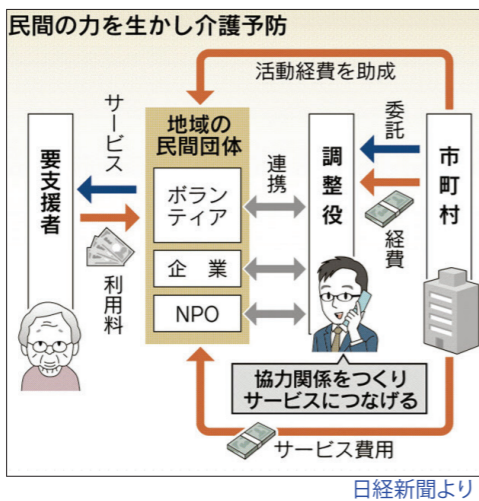 民間の力を生かし介護予防
活動経費を助成
サービス
地域の
民間団体
委託
要支援者
ボラン
ティア
連携
調整役
市町村
企業
経費
利用料
NPO
協力関係をつくり
サービスにつなげる
サービス費用
日経新聞より